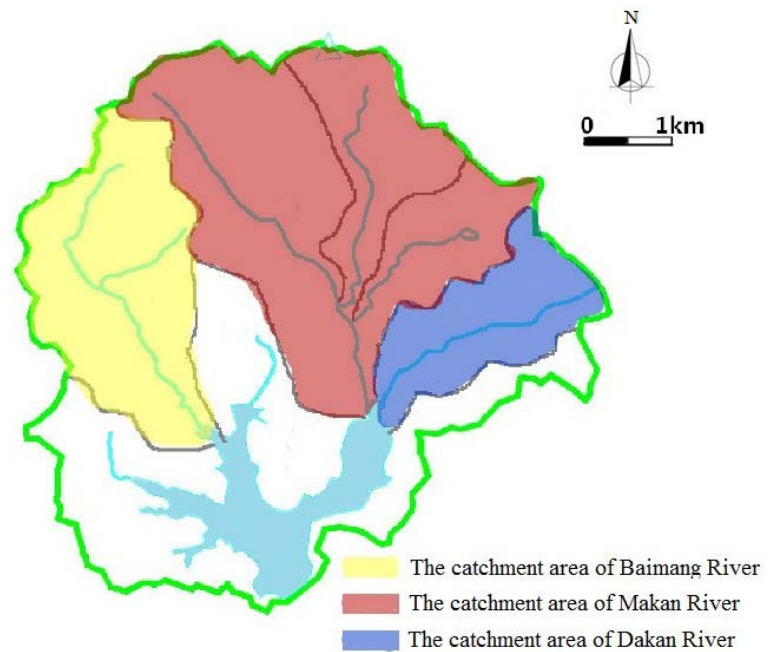 N
0 1km
The catchment area of Baimang River
The catchment area of Makan River
The catchment area of Dakan River